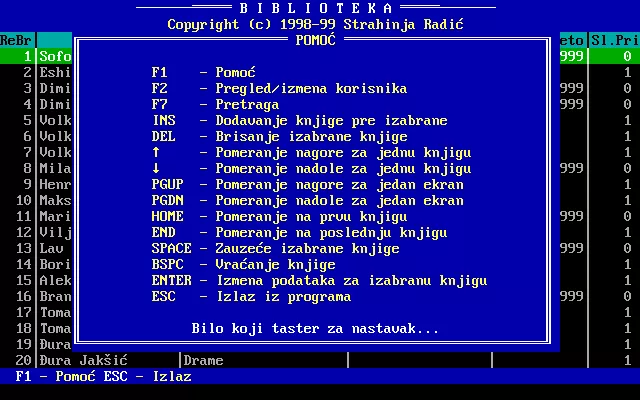 B I B L I O T E K A
Copyright (c) 1998-99 Strahinja Radić
POMOĆ
ReBr eto Sl.Pri
1 Sofo 999 0
2 Eshi 1
3 Dimi 999 0
4 Dimi 999 0
5 Volk 1
6 Volk 1
7 Volk 1
8 Mila 999 0
9 Henr 1
10 Maks 1
11 Mari 999 0
12 Vilj 1
13 Lav 999 0
14 Bori 1
15 Alek 1
16 Bran 999 0
17 Toma 1
18 Toma 1
19 Đura 1
20 Đura Jakšić Drame 1
F1 - Pomoć
F2 - Pregled/izmena korisnika
F7 - Pretraga
INS - Dodavanje knjige pre izabrane
DEL - Brisanje izabrane knjige
↑ - Pomeranje nagore za jednu knjigu
↓ - Pomeranje nadole za jednu knjigu
PGUP - Pomeranje nagore za jedan ekran
PGDN - Pomeranje nadole za jedan ekran
HOME - Pomeranje na prvu knjigu
END - Pomeranje na poslednju knjigu
SPACE - Zauzeće izabrane knjige
BSPC - Vraćanje knjige
ENTER - Izmena podataka za izabranu knjigu
ESC - Izlaz iz programa
Bilo koji taster za nastavak...
F1 - Pomoć ESC - Izlaz